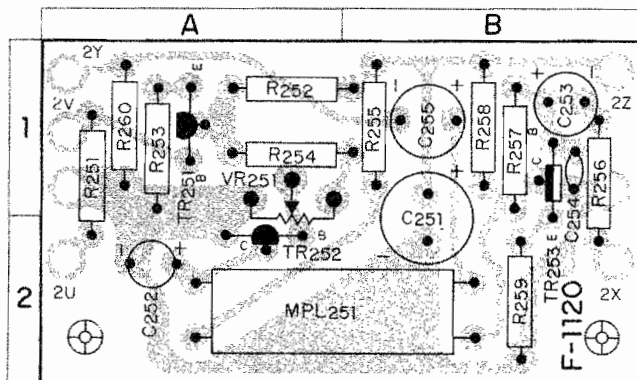 A B
1
2
2Y
2V
2U
2Z
2X
R251
R260
R253
E
TR251
B
R252
R254
VR251
C
B
TR252
C252
MPL251
R255
C255
C251
R258
R257
R259
C253
B
C
TR253
E
C254
R256
F-1120
+
−
+
−
+
−
+
−